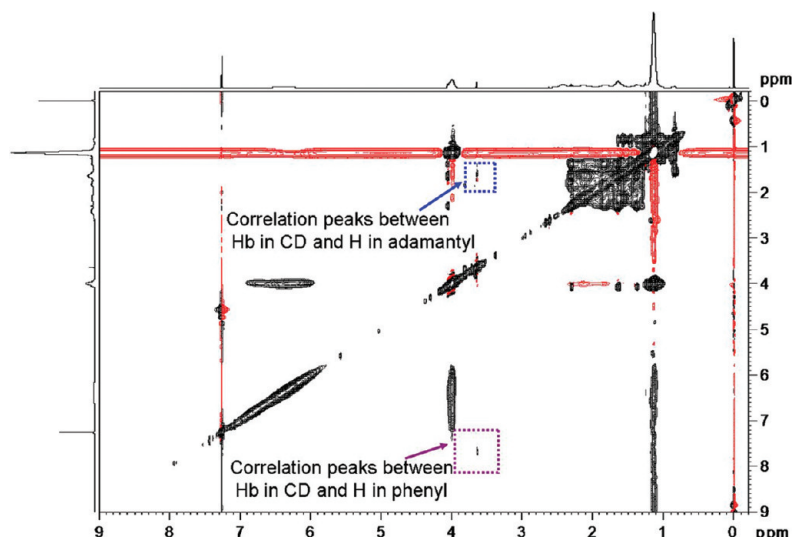 ppm
0
1
2
Correlation peaks between
Hb in CD and H in adamantyl
3
4
5
6
7
Correlation peaks between
Hb in CD and H in phenyl
8
9
9 8 7 6 5 4 3 2 1 0 ppm